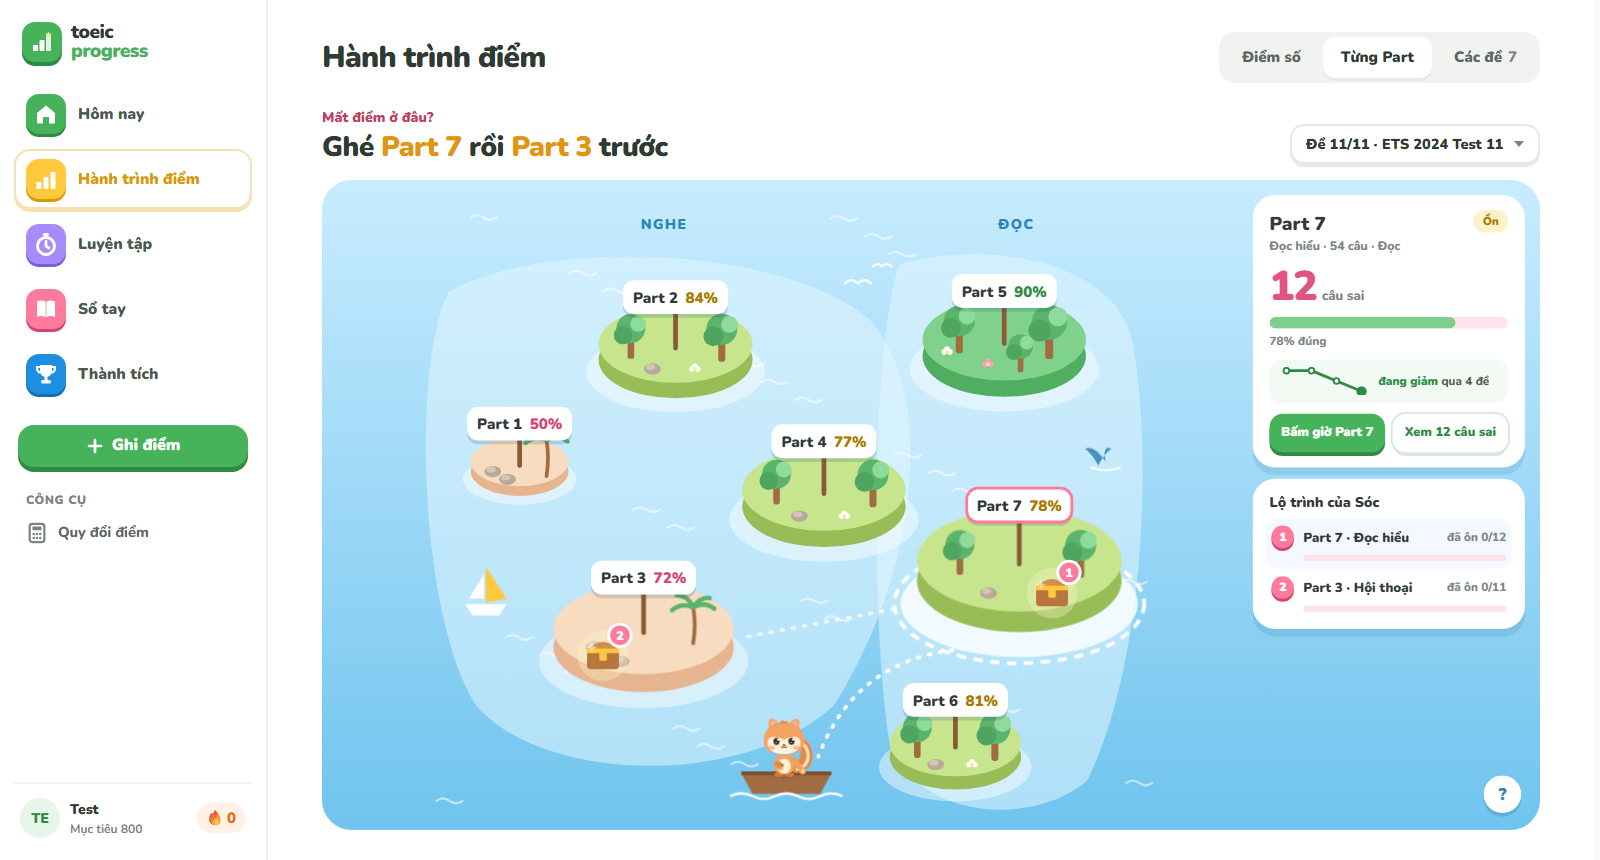 toeic
progress
Hôm nay
Hành trình điểm
Luyện tập
Sổ tay
Thành tích
+ Ghi điểm
CÔNG CỤ
Quy đổi điểm
TE
Test
Mục tiêu 800
0
Hành trình điểm
Điểm số
Từng Part
Các đề 7
Mất điểm ở đâu?
Ghé Part 7 rồi Part 3 trước
Đề 11/11 · ETS 2024 Test 11
NGHE
ĐỌC
Part 2 84%
Part 5 90%
Part 1 50%
Part 4 77%
Part 7 78%
1
Part 3 72%
2
Part 6 81%
Part 7
Ổn
Đọc hiểu · 54 câu · Đọc
12 câu sai
78% đúng
đang giảm qua 4 đề
Bấm giờ Part 7
Xem 12 câu sai
Lộ trình của Sóc
1 Part 7 · Đọc hiểu đã ôn 0/12
2 Part 3 · Hội thoại đã ôn 0/11
?